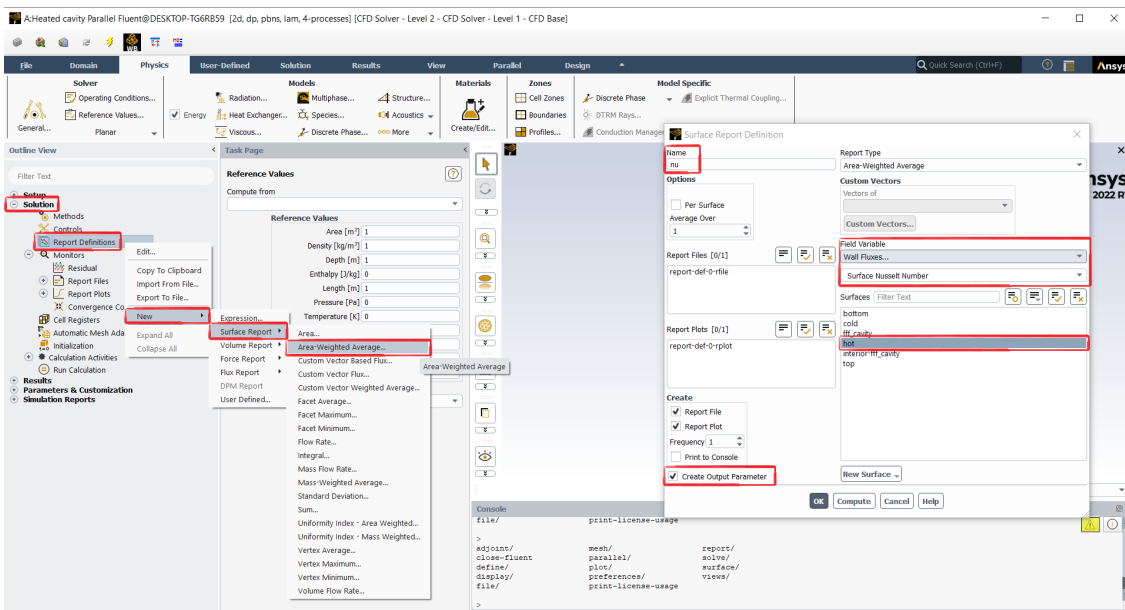 A:Heated cavity Parallel Fluent@DESKTOP-TG6RB59 [2d, dp, pbns, lam, 4-processes] [CFD Solver - Level 2 - CFD Solver - Level 1 - CFD Base]
WB
File Domain Physics User-Defined Solution Results View Parallel Design
Quick Search (Ctrl+F)
Ansys
Solver
Operating Conditions...
Reference Values...
General...
Planar
Energy
Models
Radiation...
Heat Exchanger...
Viscous...
Multiphase...
Species...
Discrete Phase...
Structure...
Acoustics
More
Materials
Create/Edit...
Zones
Cell Zones
Boundaries
Profiles...
Model Specific
Discrete Phase
DTRM Rays...
Conduction Manager
Explicit Thermal Coupling...
Outline View
Filter Text
Setup
Solution
Methods
Controls
Report Definitions
Monitors
Residual
Report Files
Report Plots
Convergence Co
Cell Registers
Automatic Mesh Ada
Initialization
Calculation Activities
Run Calculation
Results
Parameters & Customization
Simulation Reports
Edit...
Copy To Clipboard
Import From File...
Export To File...
New
Expand All
Collapse All
Expression...
Surface Report
Volume Report
Force Report
Flux Report
DPM Report
User Defined...
Area...
Area-Weighted Average...
Custom Vector Based Flux...
Custom Vector Flux...
Custom Vector Weighted Average...
Facet Average...
Facet Maximum...
Facet Minimum...
Flow Rate...
Integral...
Mass Flow Rate...
Mass-Weighted Average...
Standard Deviation...
Sum...
Uniformity Index - Area Weighted...
Uniformity Index - Mass Weighted...
Vertex Average...
Vertex Maximum...
Vertex Minimum...
Volume Flow Rate...
Area-Weighted Average
Task Page
Reference Values
Compute from
Reference Values
Area [m²] 1
Density [kg/m³] 1
Depth [m] 1
Enthalpy [J/kg] 0
Length [m] 1
Pressure [Pa] 0
Temperature [K] 0
nsys
2022 R
Surface Report Definition
Name
nu
Options
Per Surface
Average Over
1
Report Files [0/1]
report-def-0-rfile
Report Plots [0/1]
report-def-0-rplot
Create
Report File
Report Plot
Frequency 1
Print to Console
Create Output Parameter
Report Type
Area-Weighted Average
Custom Vectors
Vectors of
Custom Vectors...
Field Variable
Wall Fluxes...
Surface Nusselt Number
Surfaces Filter Text
bottom
cold
fff_cavity
hot
interior-fff_cavity
top
New Surface
OK Compute Cancel Help
Console
file/ print-license-usage
>
adjoint/ mesh/ report/
close-fluent parallel/ solve/
define/ plot/ surface/
display/ preferences/ views/
file/ print-license-usage
>